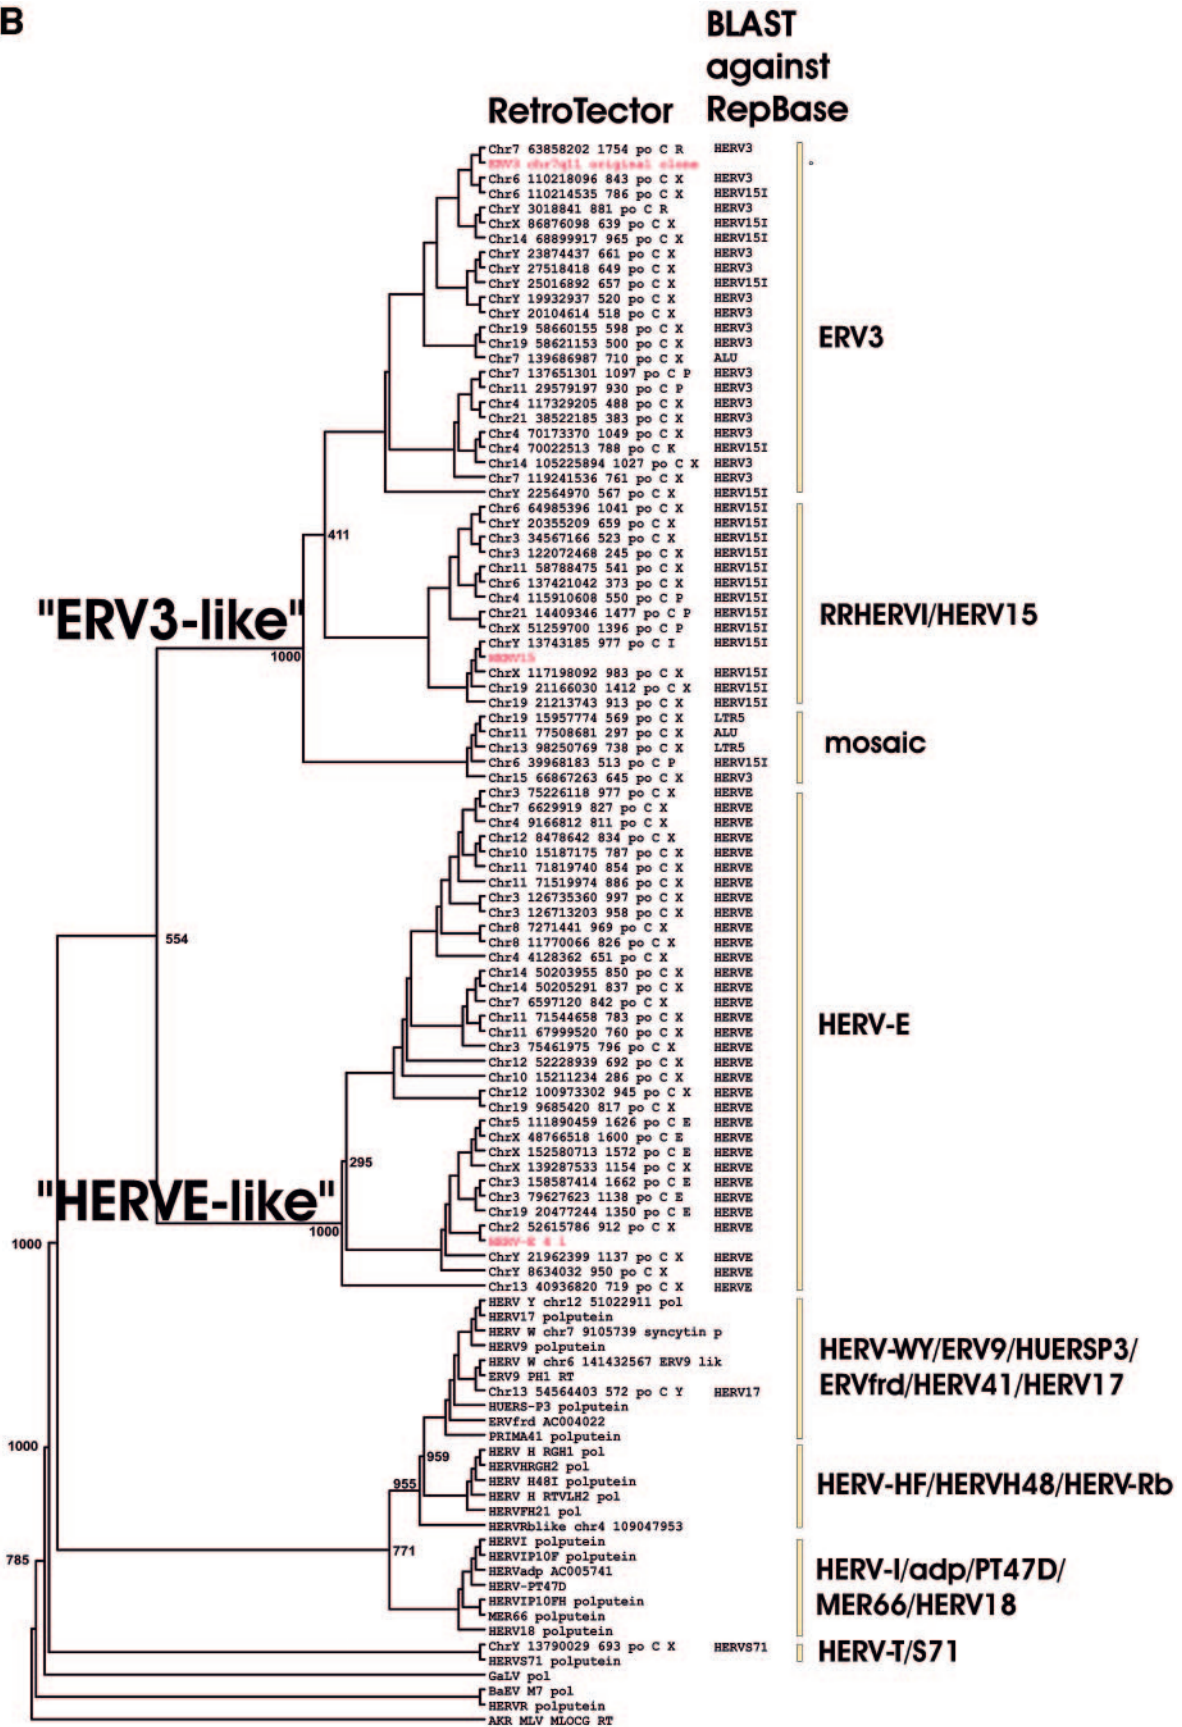 B
BLAST
against
RetroTector RepBase
Chr7 63858202 1754 po C R HERV3
ERV3 chr7q11 original clone
Chr6 110218096 843 po C X HERV3
Chr6 110214535 786 po C X HERV15I
ChrY 3018841 881 po C R HERV3
ChrX 86876098 639 po C X HERV15I
Chr14 68899917 965 po C X HERV15I
ChrY 23874437 661 po C X HERV3
ChrY 27518418 649 po C X HERV3
ChrY 25016892 657 po C X HERV15I
ChrY 19932937 520 po C X HERV3
ChrY 20104614 518 po C X HERV3
Chr19 58660155 598 po C X HERV3
ERV3
Chr19 58621153 500 po C X HERV3
Chr7 139686987 710 po C X ALU
Chr7 137651301 1097 po C P HERV3
Chr11 29579197 930 po C P HERV3
Chr4 117329205 488 po C X HERV3
Chr21 38522185 383 po C X HERV3
Chr4 70173370 1049 po C X HERV3
Chr4 70022513 788 po C K HERV15I
Chr14 105225894 1027 po C X HERV3
Chr7 119241536 761 po C X HERV3
ChrY 22564970 567 po C X HERV15I
Chr6 64985396 1041 po C X HERV15I
ChrY 20355209 659 po C X HERV15I
411
Chr3 34567166 523 po C X HERV15I
Chr3 122072468 245 po C X HERV15I
Chr11 58788475 541 po C X HERV15I
Chr6 137421042 373 po C X HERV15I
Chr4 115910608 550 po C P HERV15I
"ERV3-like"
Chr21 14409346 1477 po C P HERV15I
RRHERVI/HERV15
ChrX 51259700 1396 po C P HERV15I
ChrY 13743185 977 po C I HERV15I
1000
HERV15
ChrX 117198092 983 po C X HERV15I
Chr19 21166030 1412 po C X HERV15I
Chr19 21213743 913 po C X HERV15I
Chr19 15957774 569 po C X LTR5
Chr11 77508681 297 po C X ALU
mosaic
Chr13 98250769 738 po C X LTR5
Chr6 39968183 513 po C P HERV15I
Chr15 66867263 645 po C X HERV3
Chr3 75226118 977 po C X HERVE
Chr7 6629919 827 po C X HERVE
Chr4 9166812 811 po C X HERVE
Chr12 8478642 834 po C X HERVE
Chr10 15187175 787 po C X HERVE
Chr11 71819740 854 po C X HERVE
Chr11 71519974 886 po C X HERVE
Chr3 126735360 997 po C X HERVE
Chr3 126713203 958 po C X HERVE
Chr8 7271441 969 po C X HERVE
554
Chr8 11770066 826 po C X HERVE
Chr4 4128362 651 po C X HERVE
Chr14 50203955 850 po C X HERVE
Chr14 50205291 837 po C X HERVE
Chr7 6597120 842 po C X HERVE
Chr11 71544658 783 po C X HERVE
HERV-E
Chr11 67999520 760 po C X HERVE
Chr3 75461975 796 po C X HERVE
Chr12 52228939 692 po C X HERVE
Chr10 15211234 286 po C X HERVE
Chr12 100973302 945 po C X HERVE
Chr19 9685420 817 po C X HERVE
Chr5 111890459 1626 po C E HERVE
ChrX 48766518 1600 po C E HERVE
ChrX 152580713 1572 po C E HERVE
295
ChrX 139287533 1154 po C X HERVE
Chr3 158587414 1662 po C E HERVE
Chr3 79627623 1138 po C E HERVE
"HERVE-like"
Chr19 20477244 1350 po C E HERVE
Chr2 52615786 912 po C X HERVE
1000
HERV-E 4 1
1000
ChrY 21962399 1137 po C X HERVE
ChrY 8634032 950 po C X HERVE
Chr13 40936820 719 po C X HERVE
HERV Y chr12 51022911 pol
HERV17 polputein
HERV W chr7 9105739 syncytin p
HERV9 polputein
HERV-WY/ERV9/HUERSP3/
HERV W chr6 141432567 ERV9 lik
ERV9 PH1 RT
ERVfrd/HERV41/HERV17
Chr13 54564403 572 po C Y HERV17
HUERS-P3 polputein
ERVfrd AC004022
PRIMA41 polputein
1000
HERV H RGH1 pol
959
HERVHRGH2 pol
HERV H48I polputein
955
HERV-HF/HERVH48/HERV-Rb
HERV H RTVLH2 pol
HERVFH21 pol
HERVRblike chr4 109047953
HERVI polputein
771
HERVIP10F polputein
785
HERVadp AC005741
HERV-I/adp/PT47D/
HERV-PT47D
HERVIP10FH polputein
MER66/HERV18
MER66 polputein
HERV18 polputein
ChrY 13790029 693 po C X HERVS71
HERV-T/S71
HERVS71 polputein
GaLV pol
BaEV M7 pol
HERVR polputein
AKR MLV MLOCG RT